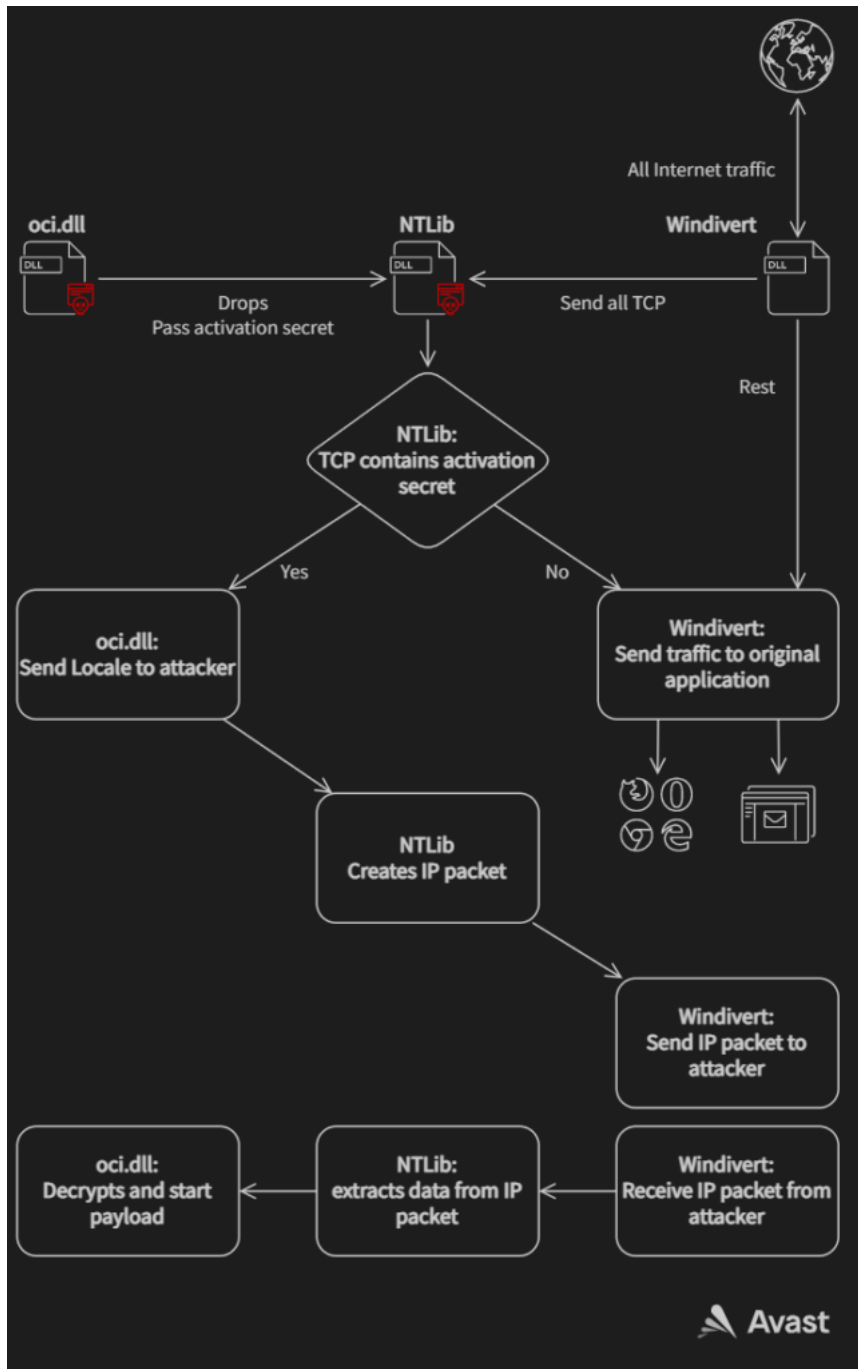 All Internet traffic
oci.dll
NTLib
Windivert
DLL
DLL
DLL
Drops
Pass activation secret
Send all TCP
Rest
NTLib:
TCP contains activation
secret
Yes
No
oci.dll:
Send Locale to attacker
Windivert:
Send traffic to original
application
NTLib
Creates IP packet
Windivert:
Send IP packet to
attacker
oci.dll:
Decrypts and start
payload
NTLib:
extracts data from IP
packet
Windivert:
Receive IP packet from
attacker
Avast